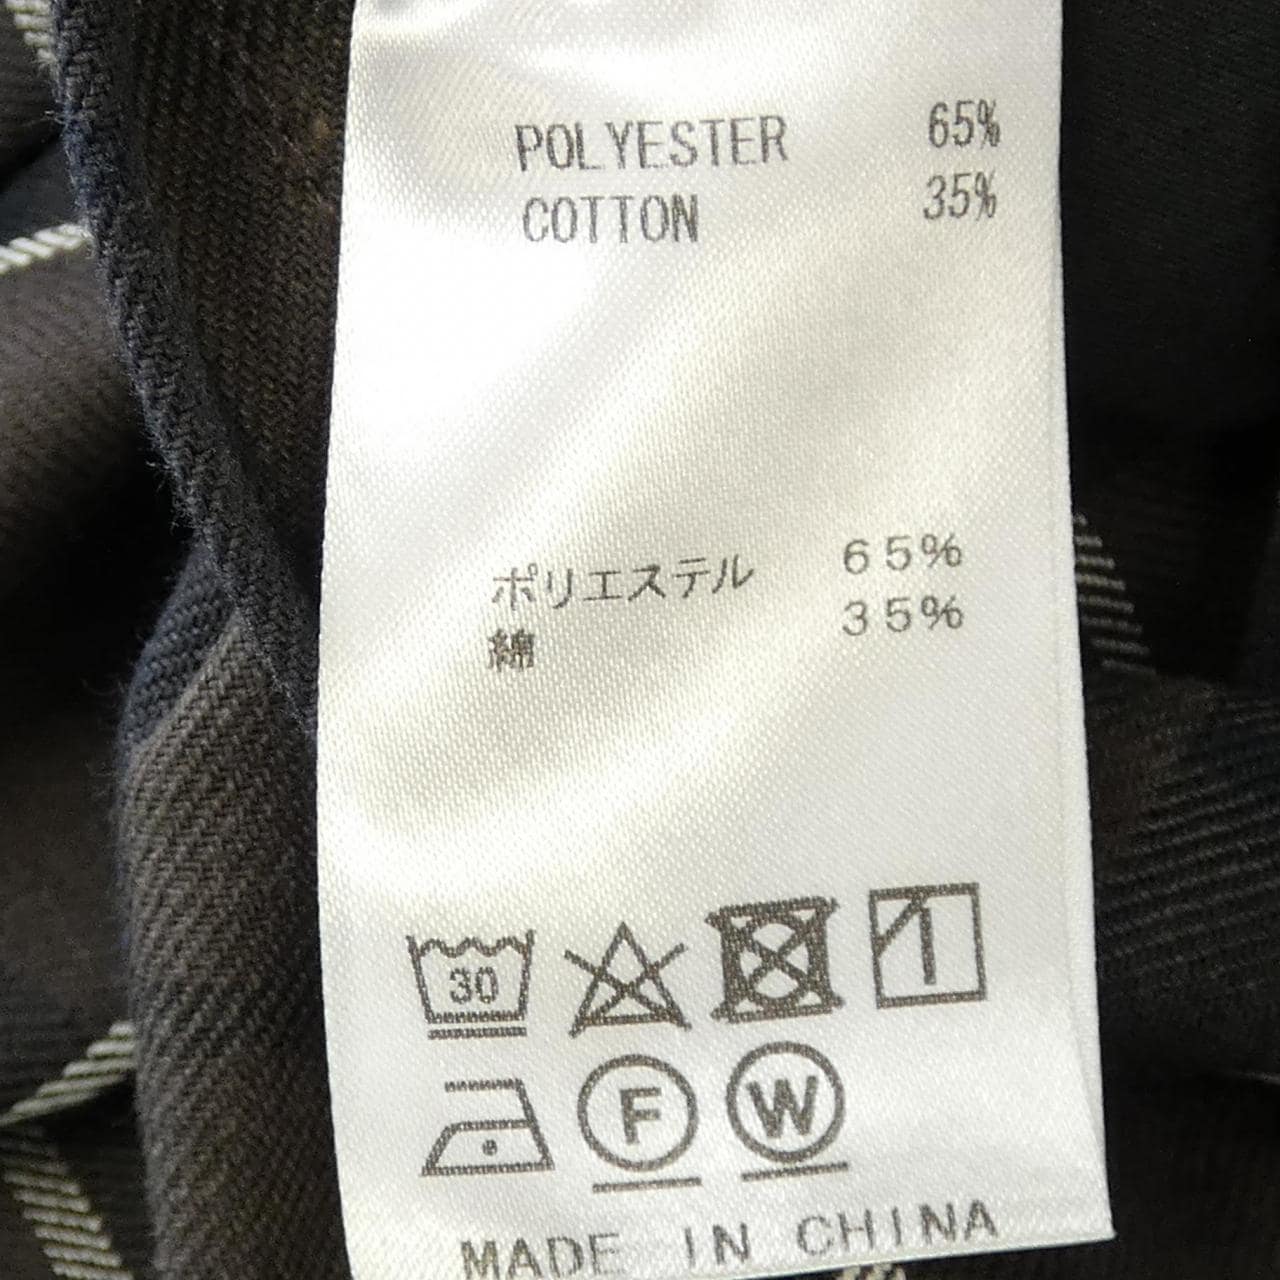 POLYESTER 65%
COTTON 35%
ポリエステル 65%
綿 35%
30
F W
MADE IN CHINA